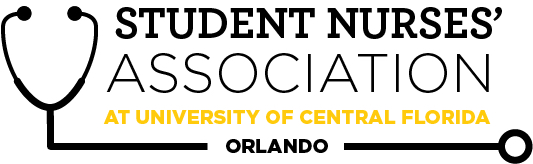 STUDENT NURSES’
ASSOCIATION
AT UNIVERSITY OF CENTRAL FLORIDA
ORLANDO